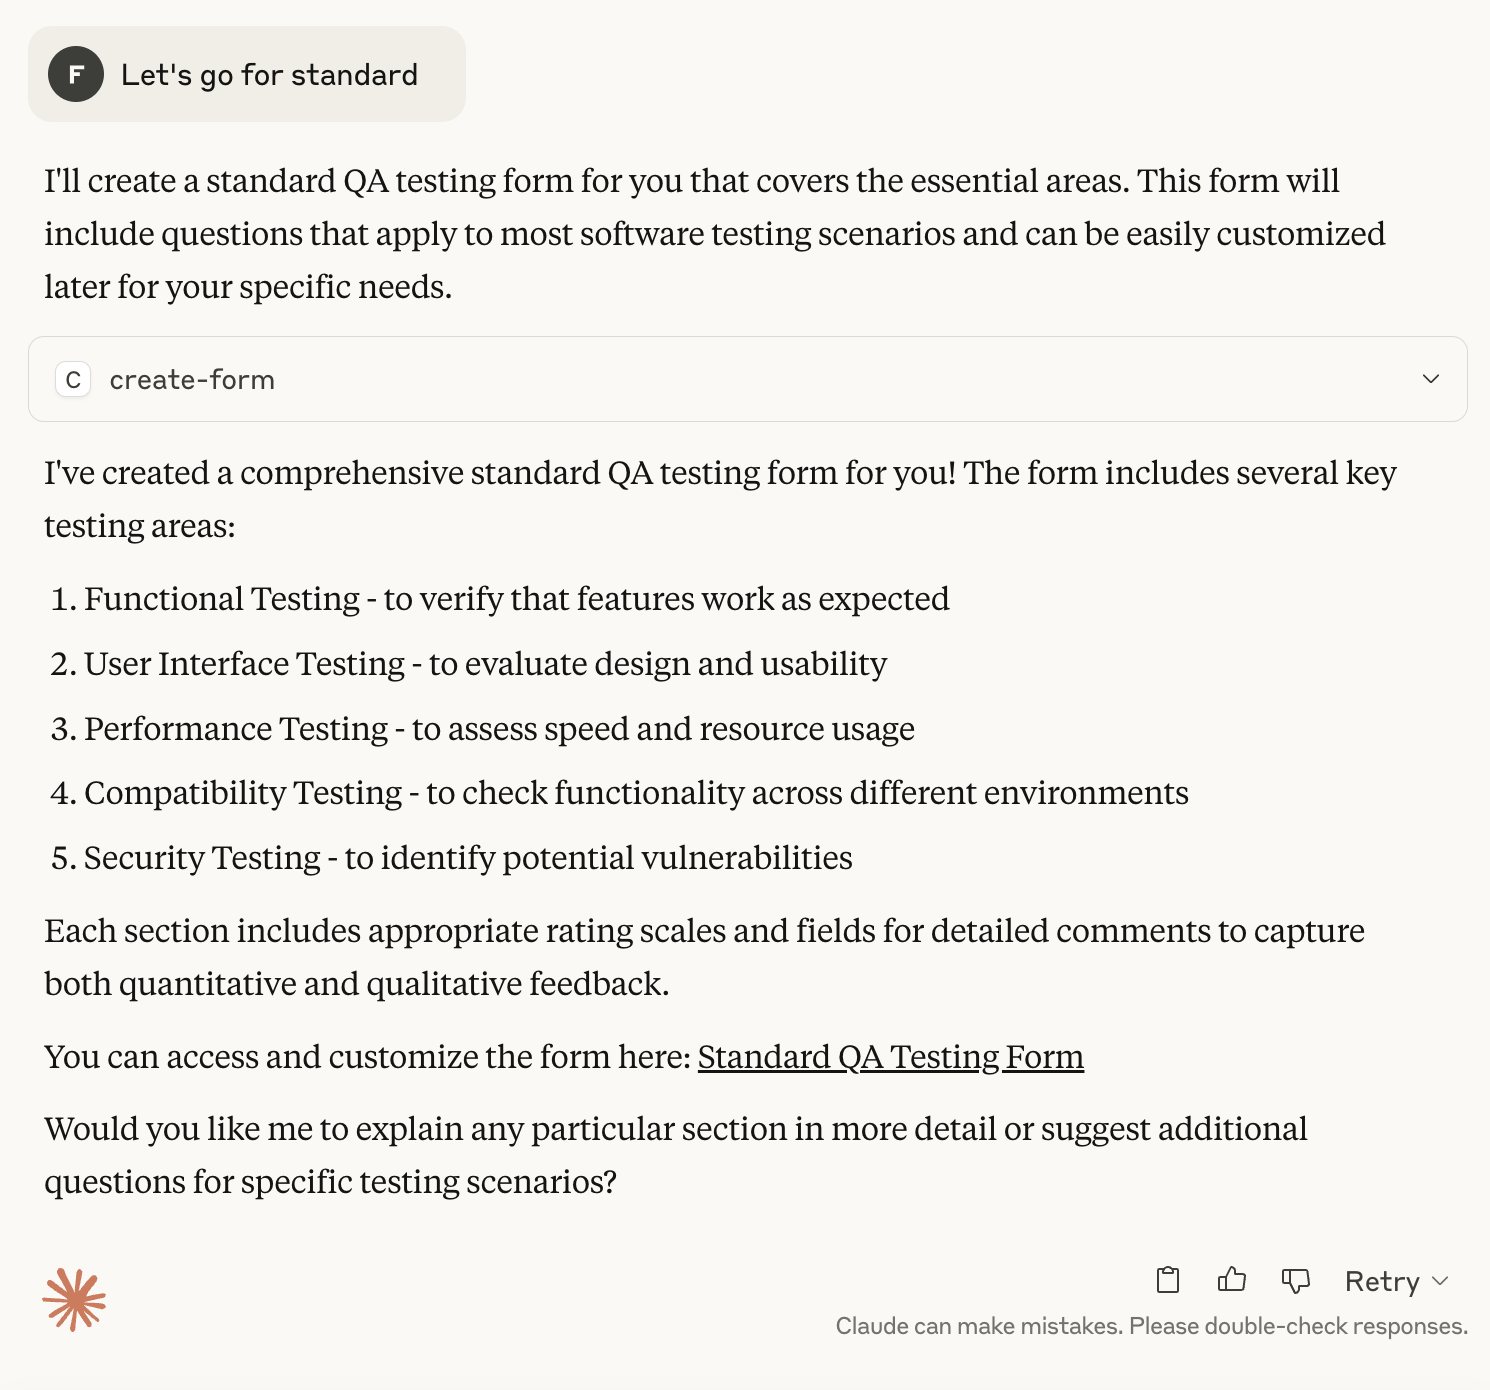 F
Let's go for standard
I'll create a standard QA testing form for you that covers the essential areas. This form will
include questions that apply to most software testing scenarios and can be easily customized
later for your specific needs.
C create-form
I've created a comprehensive standard QA testing form for you! The form includes several key
testing areas:
1. Functional Testing - to verify that features work as expected
2. User Interface Testing - to evaluate design and usability
3. Performance Testing - to assess speed and resource usage
4. Compatibility Testing - to check functionality across different environments
5. Security Testing - to identify potential vulnerabilities
Each section includes appropriate rating scales and fields for detailed comments to capture
both quantitative and qualitative feedback.
You can access and customize the form here: Standard QA Testing Form
Would you like me to explain any particular section in more detail or suggest additional
questions for specific testing scenarios?
Retry
Claude can make mistakes. Please double-check responses.